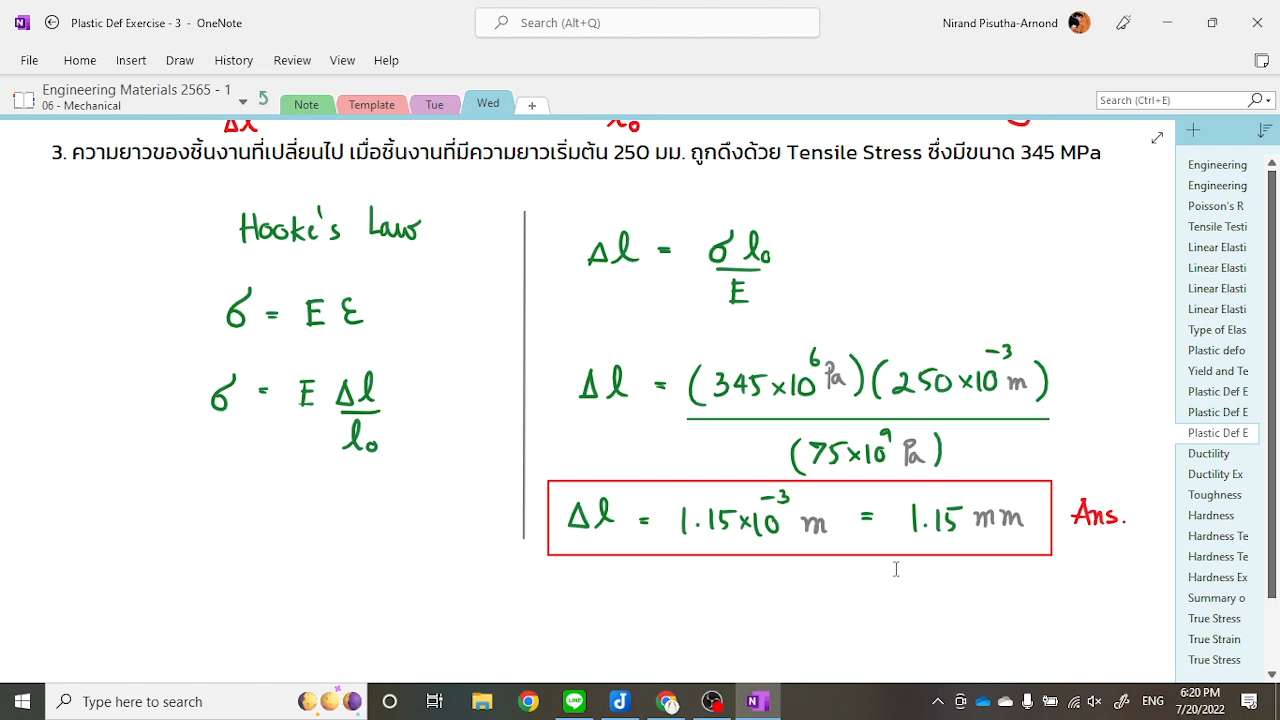 Plastic Def Exercise - 3 - OneNote
Search (Alt+Q)
Nirand Pisutha-Arnond
File Home Insert Draw History Review View Help
Engineering Materials 2565 - 1
06 - Mechanical
Note Template Tue Wed +
Search (Ctrl+E)
Δl l₀
3. ความยาวของชิ้นงานที่เปลี่ยนไป เมื่อชิ้นงานที่มีความยาวเริ่มต้น 250 มม. ถูกดึงด้วย Tensile Stress ซึ่งมีขนาด 345 MPa
Hooke's Law
σ = E ε
σ = E Δl
l₀
Δl = σ l₀
E
Δl = (345×10⁶ Pa)(250×10⁻³ m)
(75×10⁹ Pa)
Δl = 1.15×10⁻³ m = 1.15 mm Ans.
Engineering
Engineering
Poisson's R
Tensile Testi
Linear Elasti
Linear Elasti
Linear Elasti
Linear Elasti
Type of Elas
Plastic defo
Yield and Te
Plastic Def E
Plastic Def E
Plastic Def E
Ductility
Ductility Ex
Toughness
Hardness
Hardness Te
Hardness Te
Hardness Ex
Summary o
True Stress
True Strain
True Stress
Type here to search
6:20 PM
7/20/2022